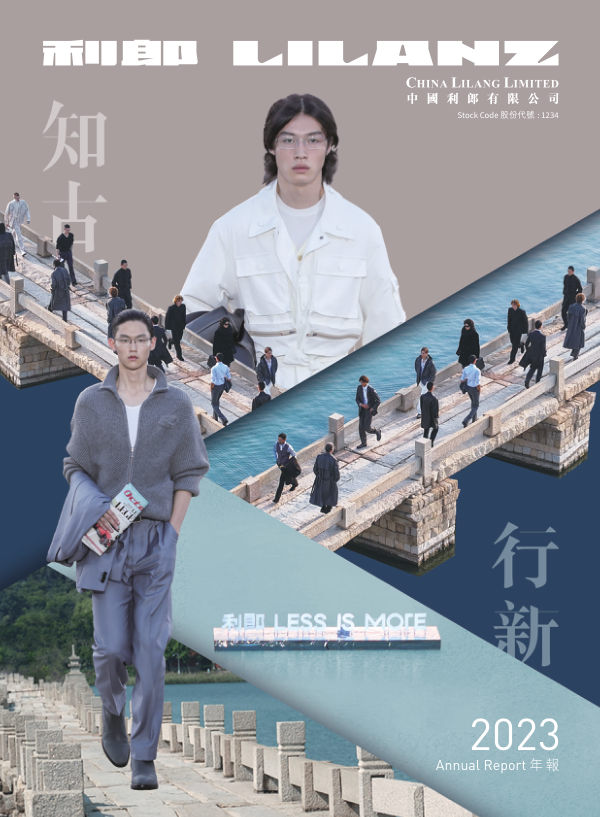 利郎 LILANZ
CHINA LILANG LIMITED
中國利郎有限公司
Stock Code 股份代號 : 1234
知古
行新
利郎 LESS IS MORE
2023
Annual Report 年報